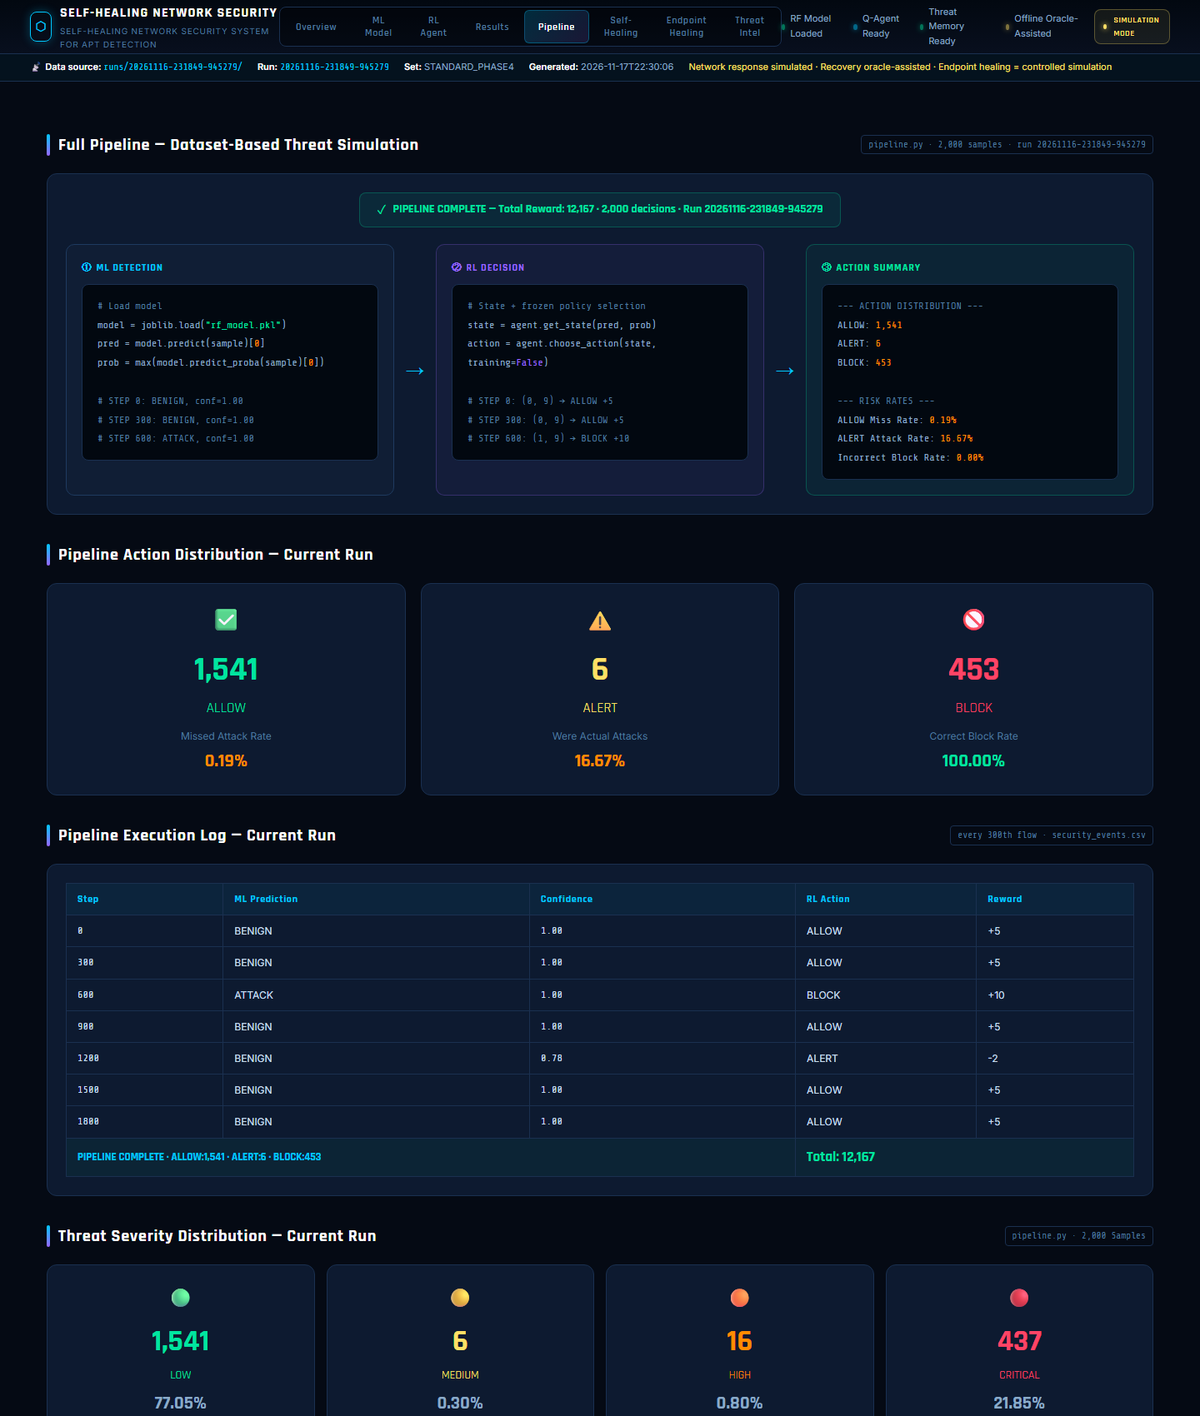 SELF-HEALING NETWORK SECURITY
SELF-HEALING NETWORK SECURITY SYSTEM
FOR APT DETECTION
Overview
ML
Model
RL
Agent
Results
Pipeline
Self-
Healing
Endpoint
Healing
Threat
Intel
RF Model
Loaded
Q-Agent
Ready
Threat
Memory
Ready
Offline Oracle-
Assisted
SIMULATION
MODE
Data source: runs/20261116-231849-945279/ Run: 20261116-231849-945279 Set: STANDARD_PHASE4 Generated: 2026-11-17T22:30:06 Network response simulated · Recovery oracle-assisted · Endpoint healing = controlled simulation
Full Pipeline — Dataset-Based Threat Simulation
pipeline.py · 2,000 samples · run 20261116-231849-945279
✓ PIPELINE COMPLETE — Total Reward: 12,167 · 2,000 decisions · Run 20261116-231849-945279
① ML DETECTION
# Load model
model = joblib.load("rf_model.pkl")
pred = model.predict(sample)[0]
prob = max(model.predict_proba(sample)[0])
# STEP 0: BENIGN, conf=1.00
# STEP 300: BENIGN, conf=1.00
# STEP 600: ATTACK, conf=1.00
→
② RL DECISION
# State + frozen policy selection
state = agent.get_state(pred, prob)
action = agent.choose_action(state,
training=False)
# STEP 0: (0, 9) → ALLOW +5
# STEP 300: (0, 9) → ALLOW +5
# STEP 600: (1, 9) → BLOCK +10
→
③ ACTION SUMMARY
--- ACTION DISTRIBUTION ---
ALLOW: 1,541
ALERT: 6
BLOCK: 453
--- RISK RATES ---
ALLOW Miss Rate: 0.19%
ALERT Attack Rate: 16.67%
Incorrect Block Rate: 0.00%
Pipeline Action Distribution — Current Run
1,541
ALLOW
Missed Attack Rate
0.19%
6
ALERT
Were Actual Attacks
16.67%
453
BLOCK
Correct Block Rate
100.00%
Pipeline Execution Log — Current Run
every 300th flow · security_events.csv
Step ML Prediction Confidence RL Action Reward
0 BENIGN 1.00 ALLOW +5
300 BENIGN 1.00 ALLOW +5
600 ATTACK 1.00 BLOCK +10
900 BENIGN 1.00 ALLOW +5
1200 BENIGN 0.78 ALERT -2
1500 BENIGN 1.00 ALLOW +5
1800 BENIGN 1.00 ALLOW +5
PIPELINE COMPLETE · ALLOW:1,541 · ALERT:6 · BLOCK:453 Total: 12,167
Threat Severity Distribution — Current Run
pipeline.py · 2,000 Samples
1,541
LOW
77.05%
6
MEDIUM
0.30%
16
HIGH
0.80%
437
CRITICAL
21.85%